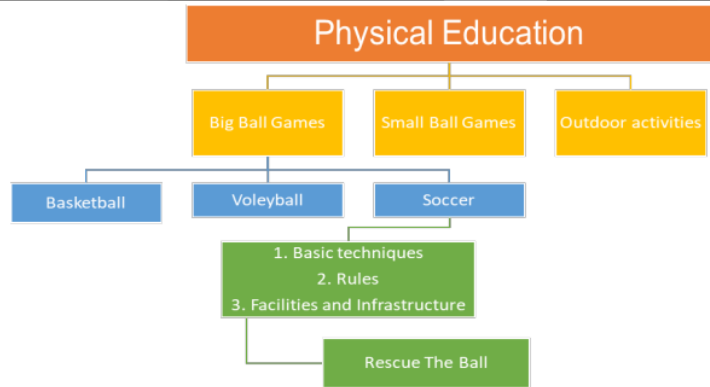 Physical Education
Big Ball Games
Small Ball Games
Outdoor activities
Basketball
Voleyball
Soccer
1. Basic techniques
2. Rules
3. Facilities and Infrastructure
Rescue The Ball